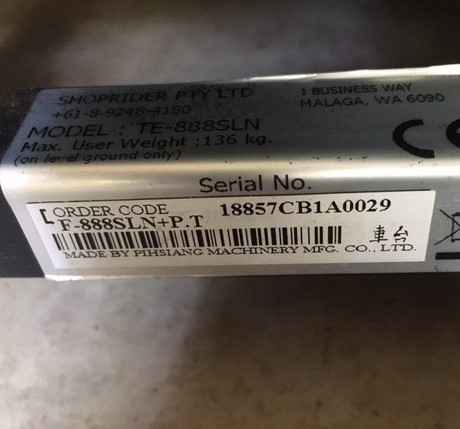 SHOPRIDER PTY LTD
+61-8-9248-4180
1 BUSINESS WAY
MALAGA, WA 6090
MODEL : TE-888SLN
Max. User Weight :136 kg.
(on level ground only)
CE
Serial No.
ORDER CODE 18857CB1A0029
F-888SLN+P.T
車台
MADE BY PIHSIANG MACHINERY MFG. CO., LTD.